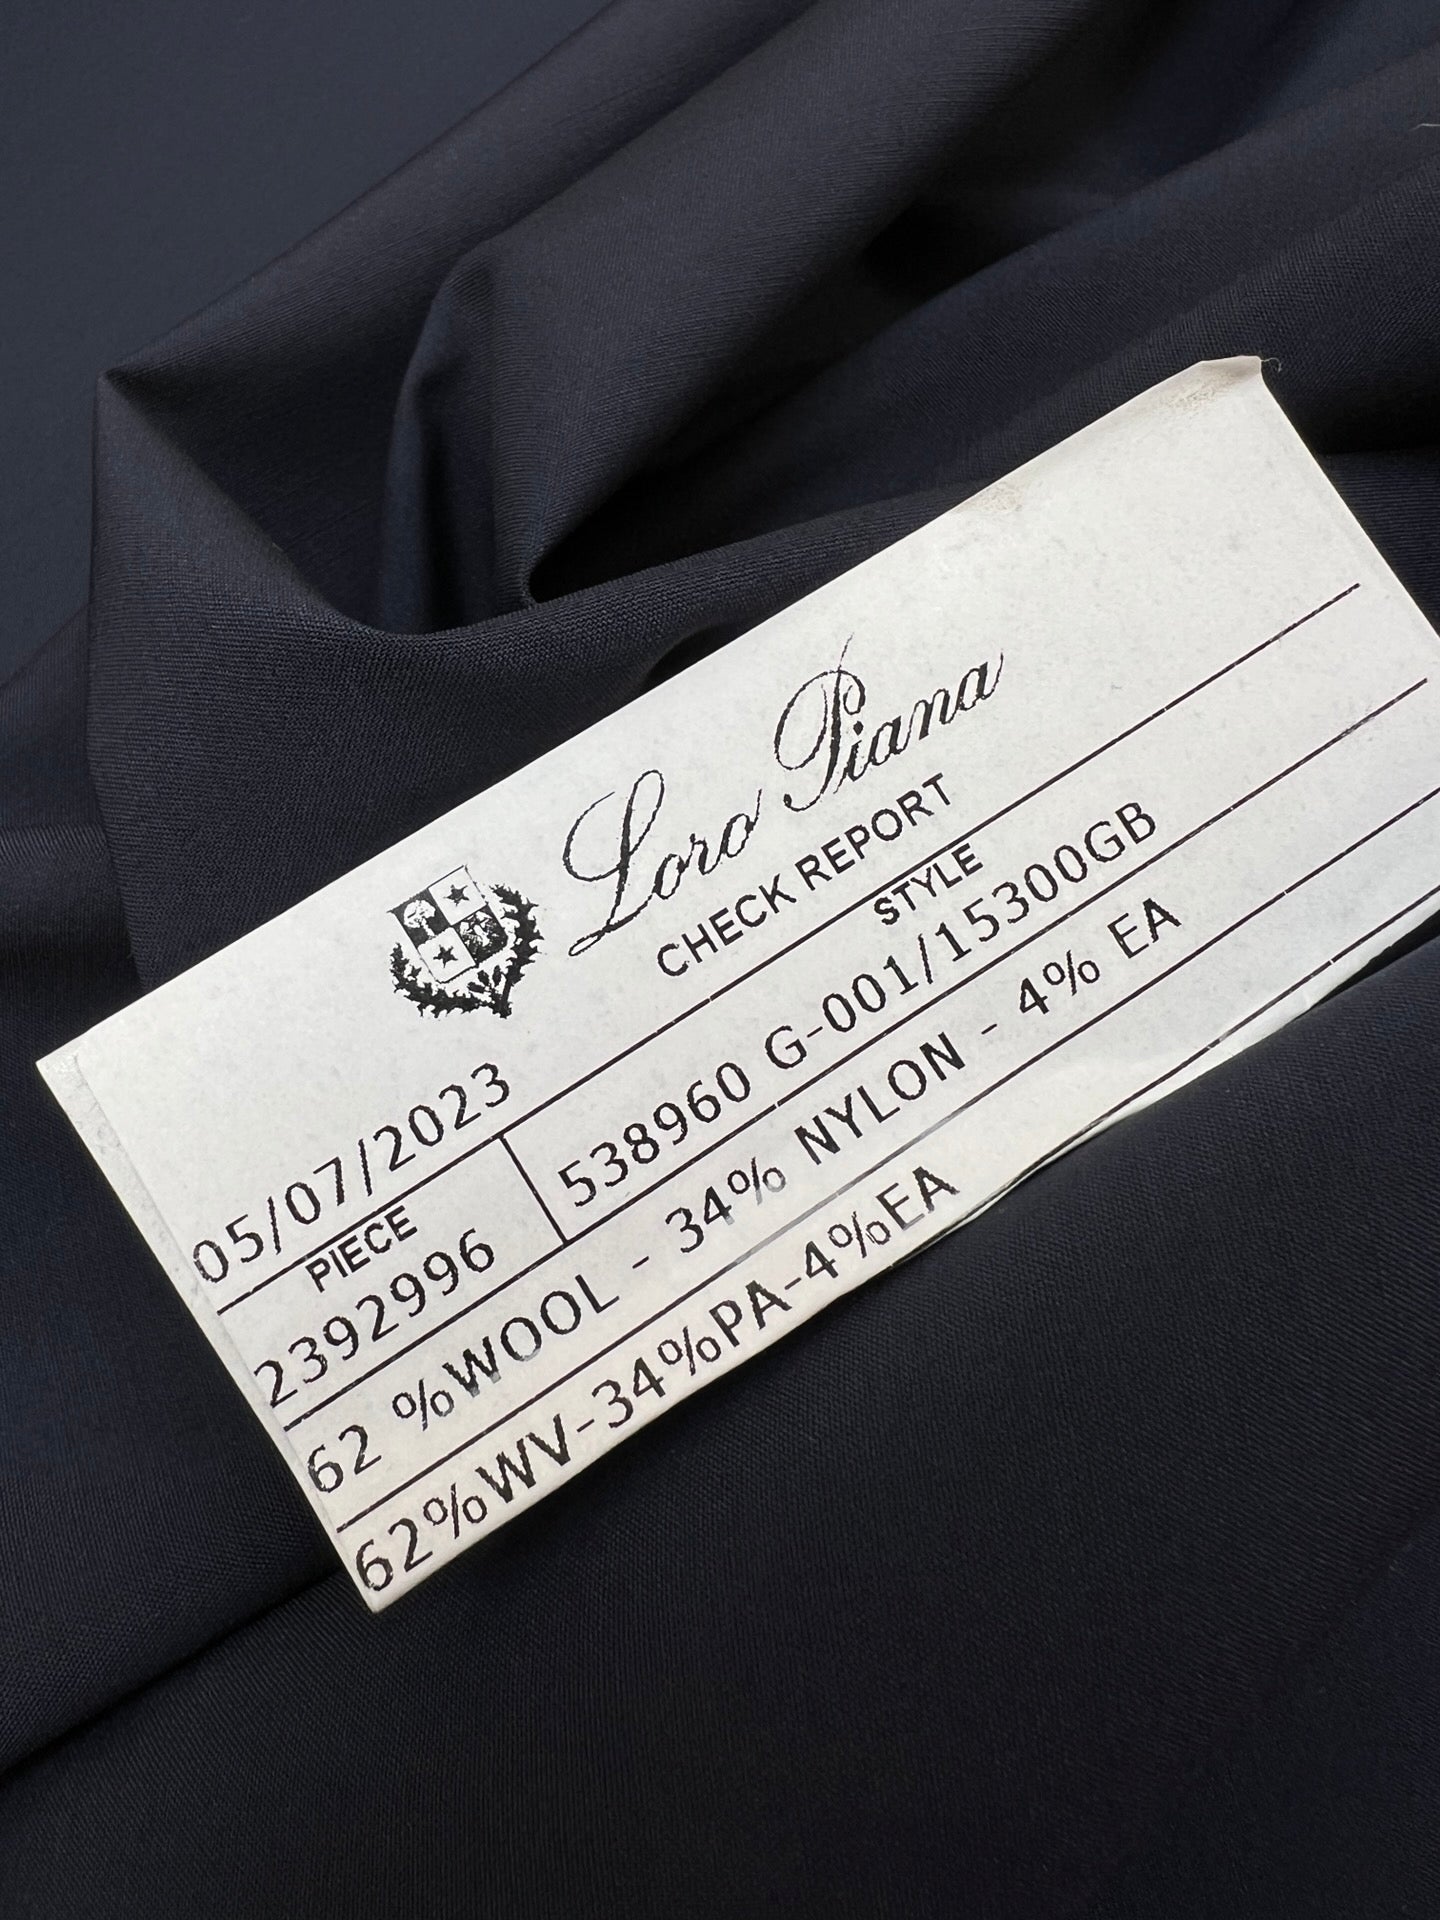 Loro Piana
CHECK REPORT
05/07/2023
PIECE
STYLE
2392996
538960 G-001/15300GB
62 %WOOL - 34% NYLON - 4% EA
62%WV-34%PA-4%EA